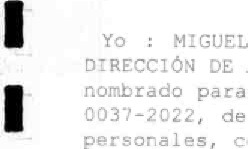 Yo : MIGUEL
DIRECCIÓN DE
nombrado para
0037-2022, de
personales,